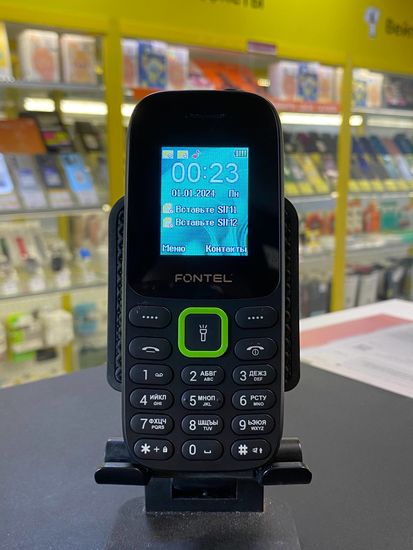 00:23
01.01.2024 Пн
Вставьте SIM1
Вставьте SIM2
Меню Контакты
FONTEL
1 2 АБВГ ABC 3 ДЕЖЗ DEF
4 ИЙКЛ GHI 5 МНОП JKL 6 РСТУ MNO
7 ФХЦЧ PQRS 8 ШЩЪЫ TUV 9 ЬЭЮЯ WXYZ
* + 0 #